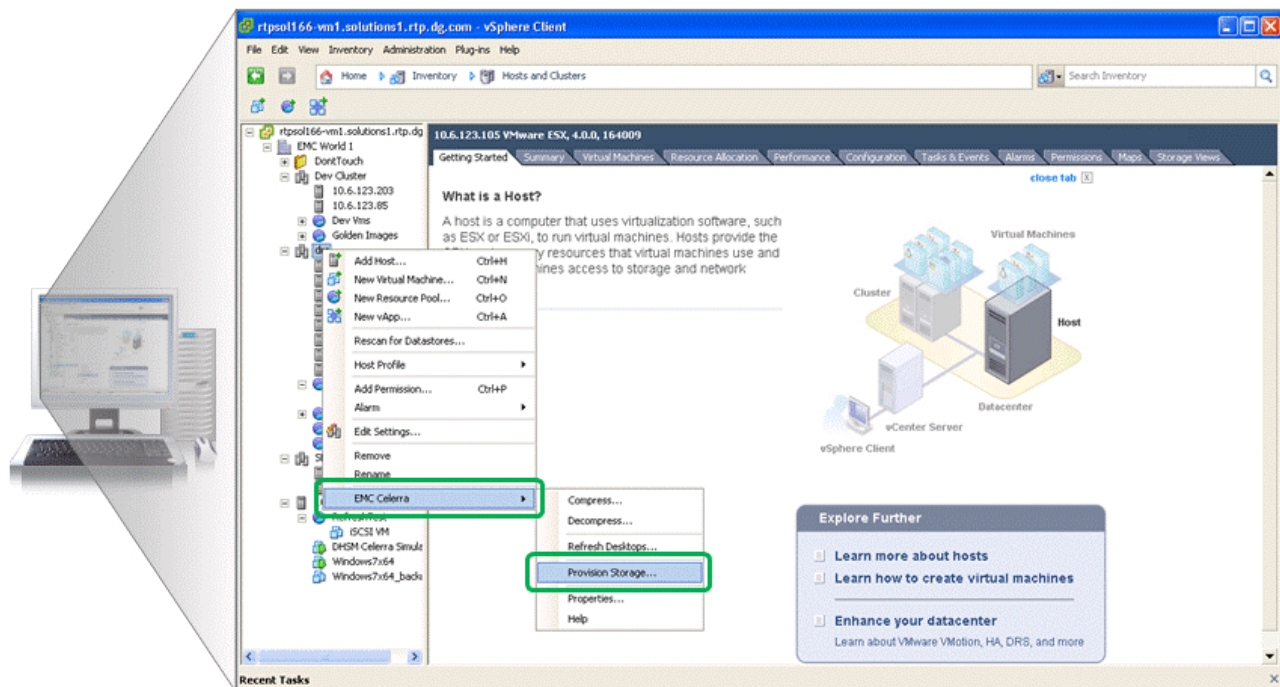 rtpsol166-vm1.solutions1.rtp.dg.com - vSphere Client
File Edit View Inventory Administration Plug-ins Help
Home Inventory Hosts and Clusters
Search Inventory
rtpsol166-vm1.solutions1.rtp.dg
EMC World 1
DontTouch
Dev Cluster
10.6.123.203
10.6.123.85
Dev Vms
Golden Images
10.6.123.105 VMware ESX, 4.0.0, 164009
Getting Started Summary Virtual Machines Resource Allocation Performance Configuration Tasks & Events Alarms Permissions Maps Storage Views
close tab
What is a Host?
A host is a computer that uses virtualization software, such
as ESX or ESXi, to run virtual machines. Hosts provide the
resources that virtual machines use and
access to storage and network
Add Host... Ctrl+H
New Virtual Machine... Ctrl+N
New Resource Pool... Ctrl+O
New vApp... Ctrl+A
Rescan for Datastores...
Host Profile
Add Permission... Ctrl+P
Alarm
Edit Settings...
Remove
Rename
EMC Celerra
Compress...
Decompress...
Refresh Desktops...
Provision Storage...
Properties...
Help
iSCSI VM
DHSM Celerra Simula
Windows7x64
Windows7x64_backu
Virtual Machines
Cluster
Host
Datacenter
vCenter Server
vSphere Client
Explore Further
Learn more about hosts
Learn how to create virtual machines
Enhance your datacenter
Learn about VMware VMotion, HA, DRS, and more
Recent Tasks